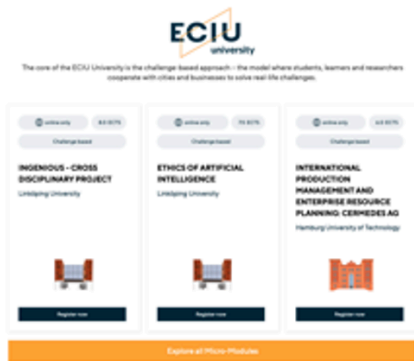 ECIU
university
The core of the ECIU University is the challenge-based approach – the model where students, learners and researchers
cooperate with cities and businesses to solve real-life challenges.
online only
Challenge based
INGENIOUS - CROSS
DISCIPLINARY PROJECT
Linköping University
Register now
online only
Challenge based
ETHICS OF ARTIFICIAL
INTELLIGENCE
Linköping University
Register now
online only
Challenge based
INTERNATIONAL
PRODUCTION
MANAGEMENT AND
ENTERPRISE RESOURCE
PLANNING: CERMEDES AG
Hamburg University of Technology
Register now
Explore all Micro-Modules